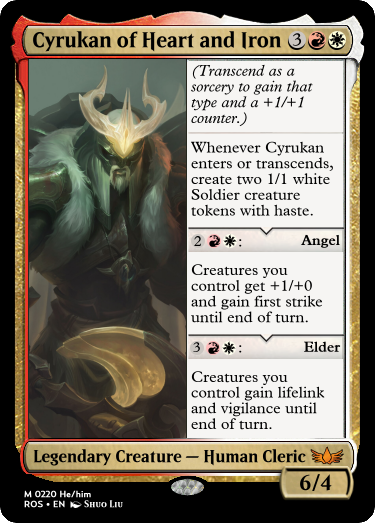 Cyrukan of Heart and Iron 3
(Transcend as a
sorcery to gain that
type and a +1/+1
counter.)
Whenever Cyrukan
enters or transcends,
create two 1/1 white
Soldier creature
tokens with haste.
2 : Angel
Creatures you
control get +1/+0
and gain first strike
until end of turn.
3 : Elder
Creatures you
control gain lifelink
and vigilance until
end of turn.
Legendary Creature — Human Cleric
6/4
M 0220 He/him
ROS • EN Shuo Liu